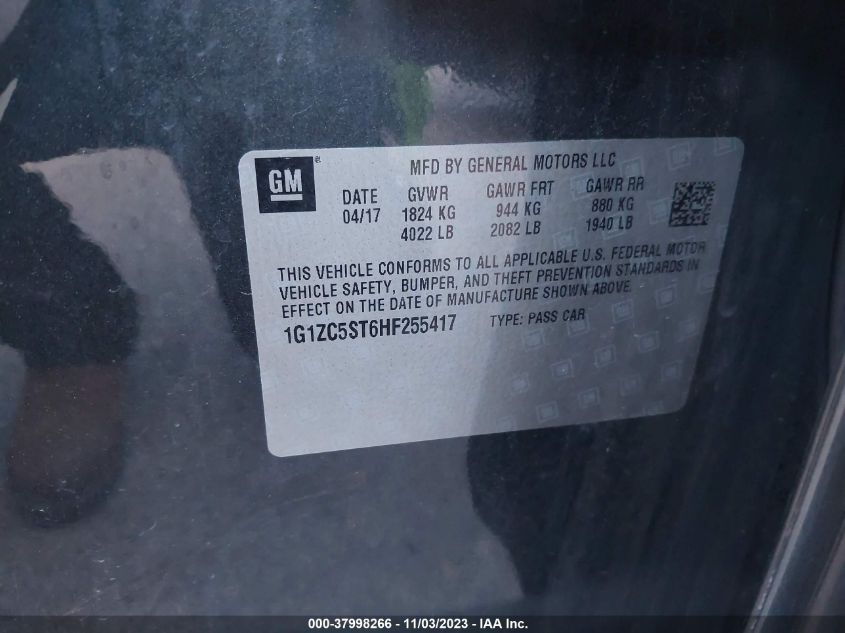 MFD BY GENERAL MOTORS LLC
GM
DATE GVWR GAWR FRT GAWR RR
04/17 1824 KG 944 KG 880 KG
4022 LB 2082 LB 1940 LB
THIS VEHICLE CONFORMS TO ALL APPLICABLE U.S. FEDERAL MOTOR
VEHICLE SAFETY, BUMPER, AND THEFT PREVENTION STANDARDS IN
EFFECT ON THE DATE OF MANUFACTURE SHOWN ABOVE.
1G1ZC5ST6HF255417 TYPE: PASS CAR
000-37998266 - 11/03/2023 - IAA Inc.